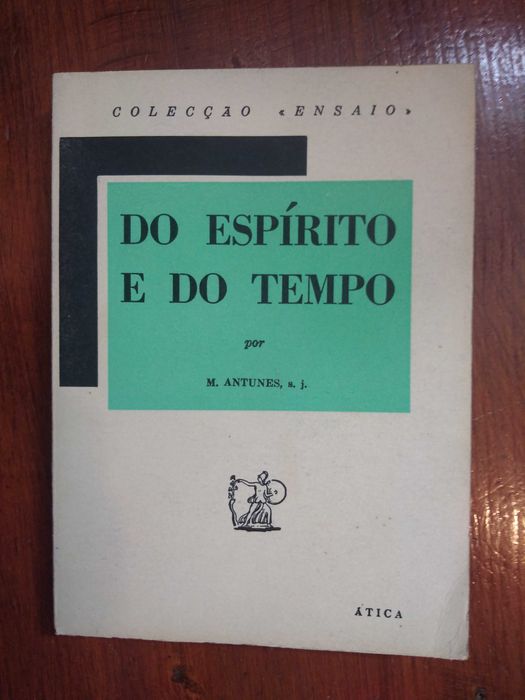 COLECÇÃO «ENSAIO»
DO ESPÍRITO
E DO TEMPO
por
M. ANTUNES, s. j.
ÁTICA